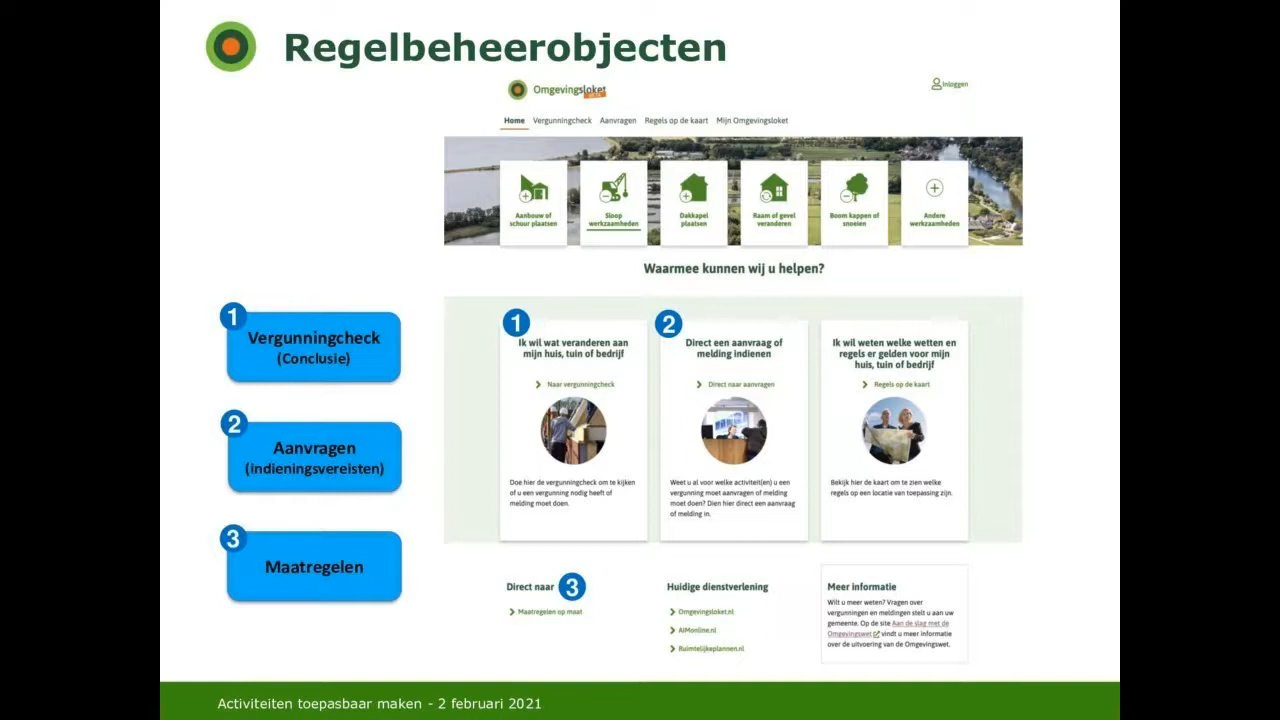 Regelbeheerobjecten
Omgevingsloket
Inloggen
Home Vergunningcheck Aanvragen Regels op de kaart Mijn Omgevingsloket
Aanbouw of
schuur plaatsen
Sloop
werkzaamheden
Dakkapel
plaatsen
Raam of gevel
veranderen
Boom kappen of
snoeien
Andere
werkzaamheden
Waarmee kunnen wij u helpen?
1
Vergunningcheck
(Conclusie)
2
Aanvragen
(indieningsvereisten)
3
Maatregelen
1
Ik wil wat veranderen aan
mijn huis, tuin of bedrijf
Naar vergunningcheck
Doe hier de vergunningcheck om te kijken
of u een vergunning nodig heeft of
melding moet doen.
2
Direct een aanvraag of
melding indienen
Direct naar aanvragen
Weet u al voor welke activiteit(en) u een
vergunning moet aanvragen of melding
moet doen? Dien hier direct een aanvraag
of melding in.
Ik wil weten welke wetten en
regels er gelden voor mijn
huis, tuin of bedrijf
Regels op de kaart
Bekijk hier de kaart om te zien welke
regels op een locatie van toepassing zijn.
Direct naar 3
Maatregelen op maat
Huidige dienstverlening
Omgevingsloket.nl
AiMonline.nl
Ruimtelijkeplannen.nl
Meer informatie
Wilt u meer weten? Vragen over
vergunningen en meldingen stelt u aan uw
gemeente. Op de site Aan de slag met de
Omgevingswet vindt u meer informatie
over de uitvoering van de Omgevingswet.
Activiteiten toepasbaar maken - 2 februari 2021